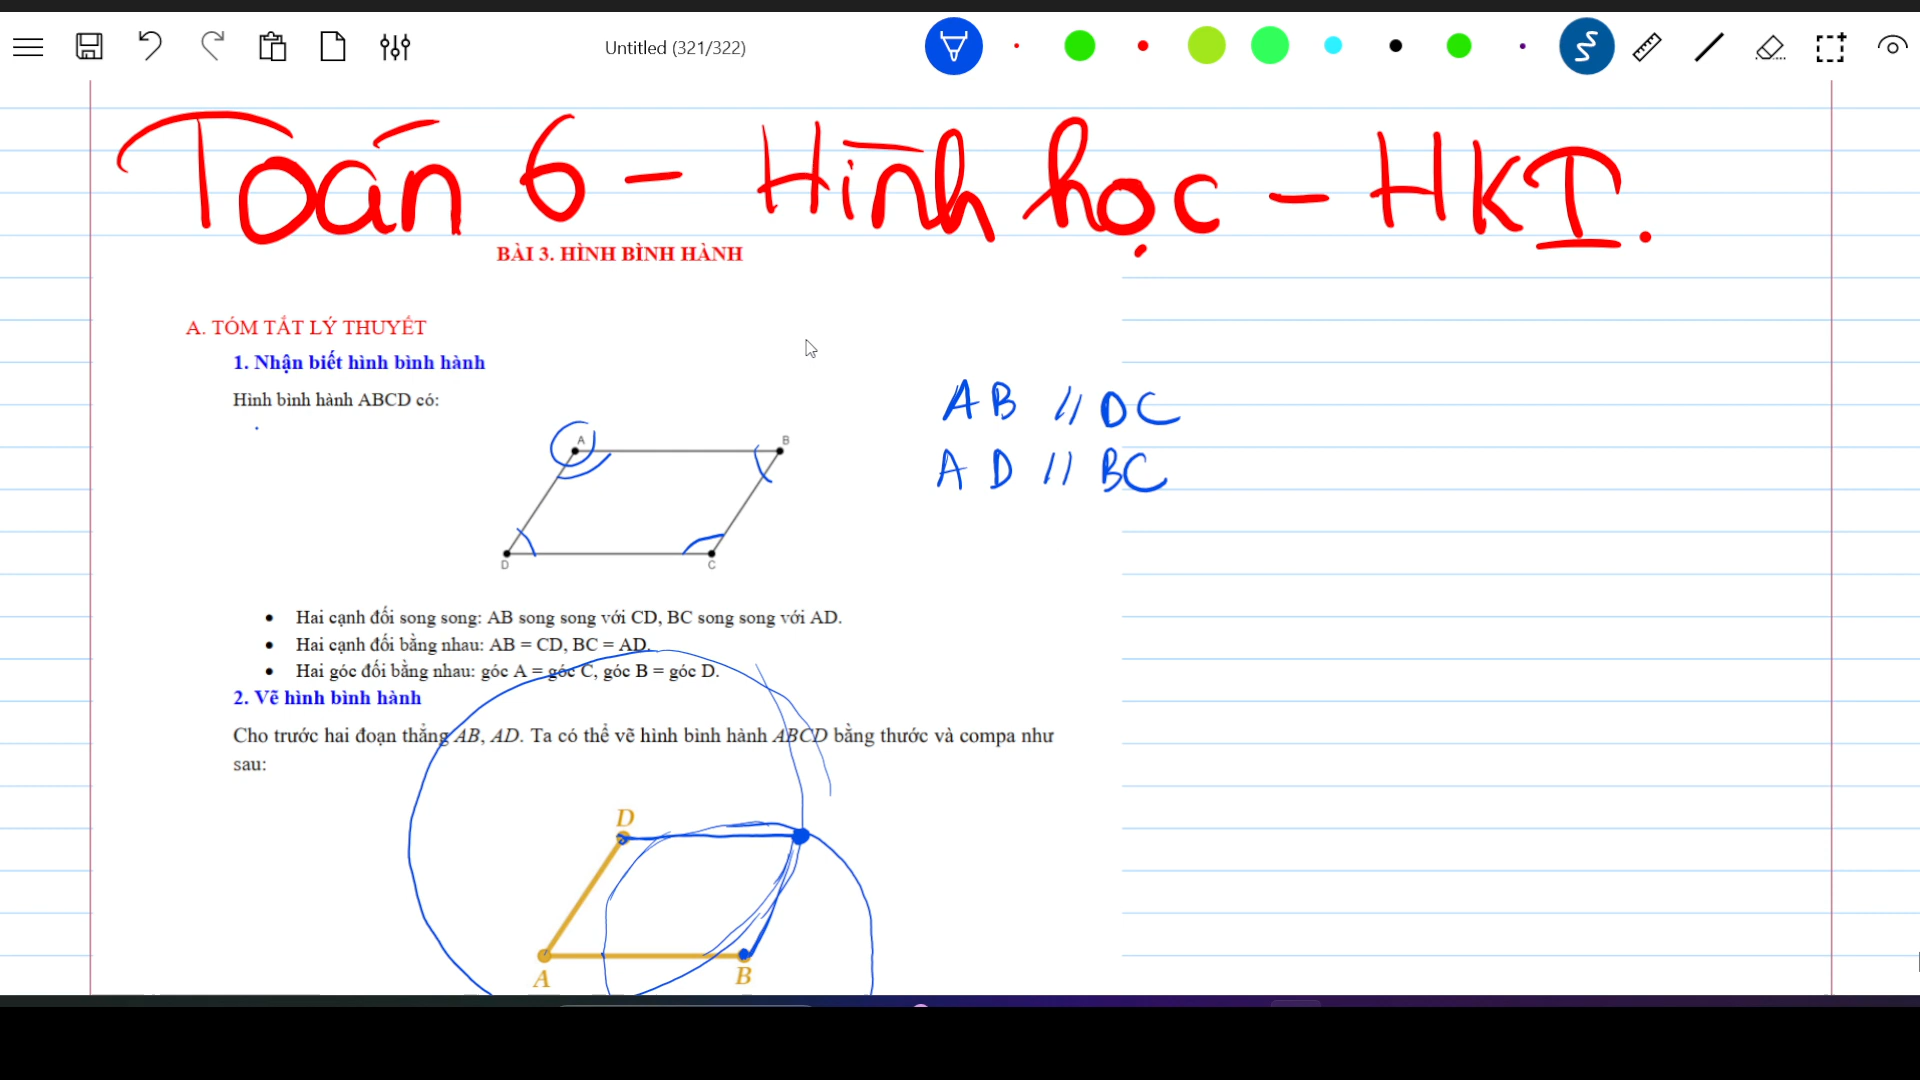 Untitled (321/322)
Toán 6 - Hình học - HKI.
BÀI 3. HÌNH BÌNH HÀNH
A. TÓM TẮT LÝ THUYẾT
1. Nhận biết hình bình hành
Hình bình hành ABCD có:
A B // DC
A D // BC
A B
D C
• Hai cạnh đối song song: AB song song với CD, BC song song với AD.
• Hai cạnh đối bằng nhau: AB = CD, BC = AD.
• Hai góc đối bằng nhau: góc A = góc C, góc B = góc D.
2. Vẽ hình bình hành
Cho trước hai đoạn thẳng AB, AD. Ta có thể vẽ hình bình hành ABCD bằng thước và compa như
sau:
D
A B